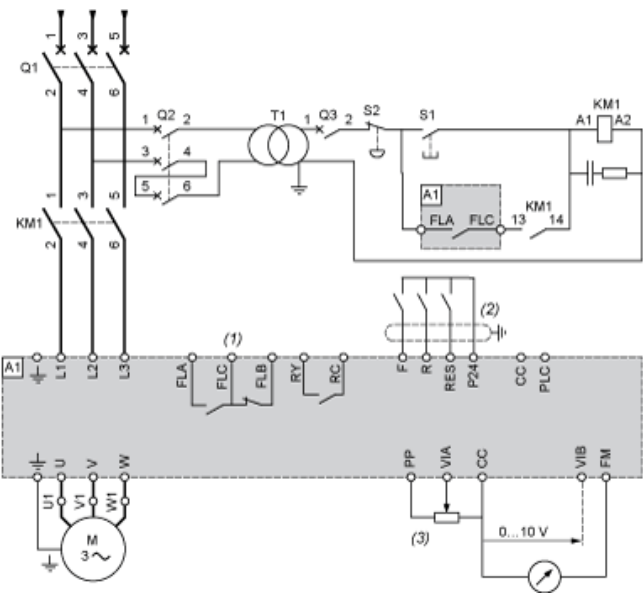 1 3 5
Q1
2 4 6
Q2
1 2
3 4
5 6
T1
1 Q3 2
S2
S1
KM1
A1 A2
A1
FLA FLC
13 KM1 14
1 3 5
KM1
2 4 6
(1)
(2)
A1
L1 L2 L3
FLA FLC FLB RY RC
F R RES P24 CC PLC
U V W
PP VIA CC VIB FM
U1 V1 W1
M
3
(3)
0...10 V